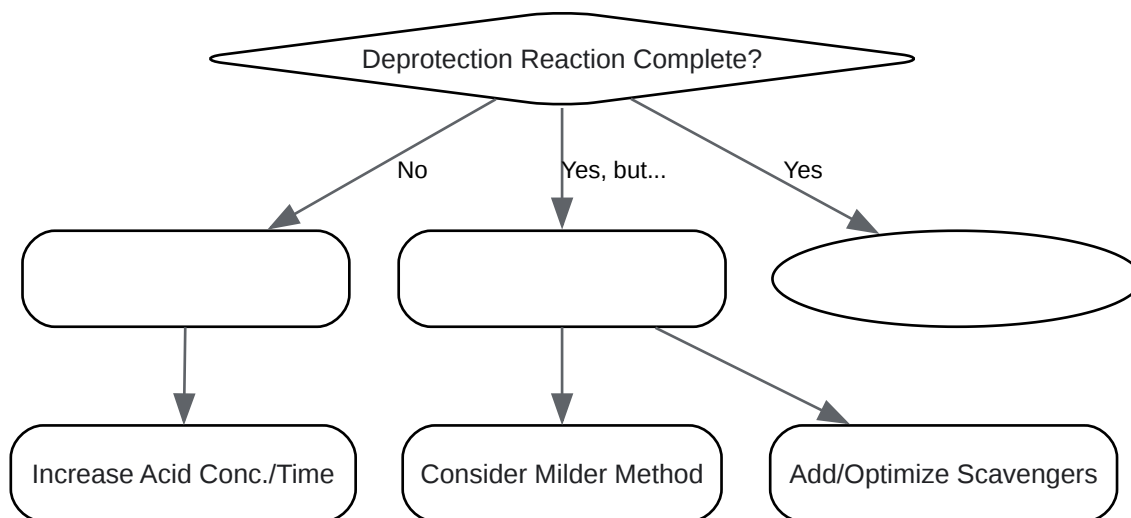 Deprotection Reaction Complete?
No
Yes, but...
Yes
Increase Acid Conc./Time
Consider Milder Method
Add/Optimize Scavengers